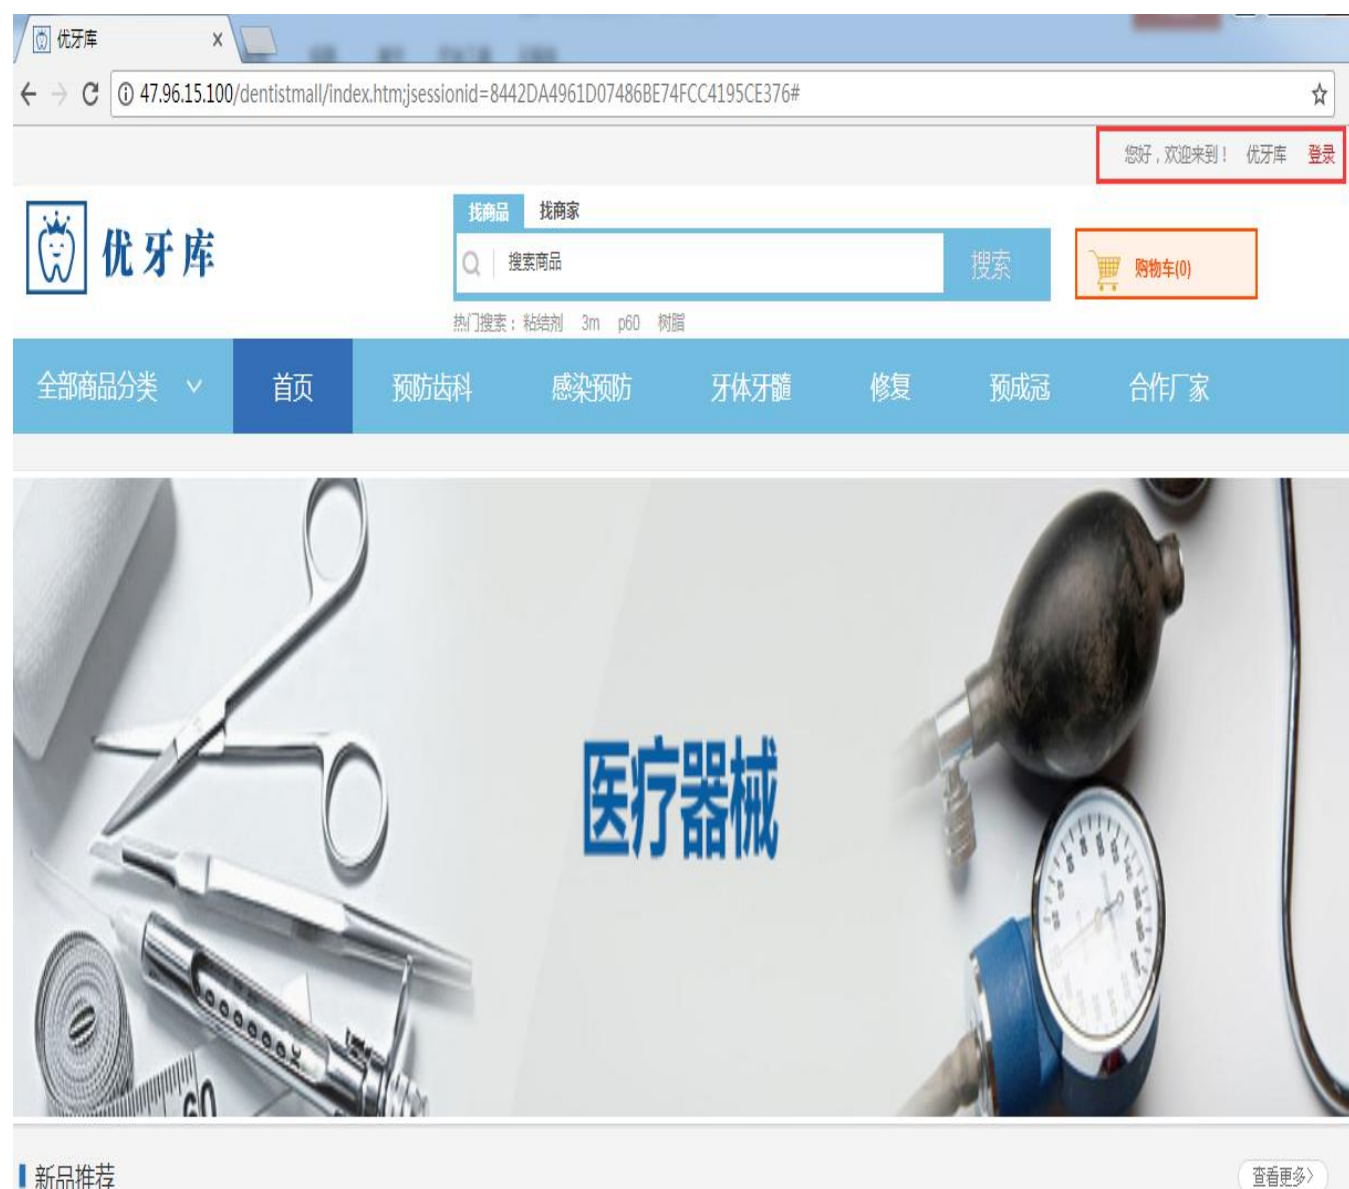 优牙库
47.96.15.100/dentistmall/index.htm;jsessionid=8442DA4961D07486BE74FCC4195CE376#
您好，欢迎来到！ 优牙库 登录
优牙库
找商品 找商家
搜索商品 搜索
购物车(0)
热门搜索： 粘结剂 3m p60 树脂
全部商品分类 首页 预防齿科 感染预防 牙体牙髓 修复 预成冠 合作厂家
医疗器械
60
新品推荐 查看更多〉